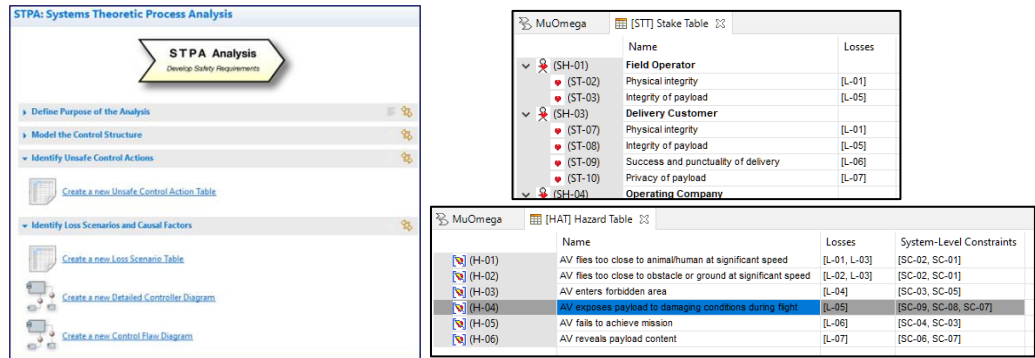 STPA: Systems Theoretic Process Analysis
STPA Analysis
Develop Safety Requirements
Define Purpose of the Analysis
Model the Control Structure
Identify Unsafe Control Actions
Create a new Unsafe Control Action Table
Identify Loss Scenarios and Causal Factors
Create a new Loss Scenario Table
Create a new Detailed Controller Diagram
Create a new Control Flaw Diagram
MuOmega [STT] Stake Table
Name Losses
(SH-01) Field Operator
(ST-02) Physical integrity [L-01]
(ST-03) Integrity of payload [L-05]
(SH-03) Delivery Customer
(ST-07) Physical integrity [L-01]
(ST-08) Integrity of payload [L-05]
(ST-09) Success and punctuality of delivery [L-06]
(ST-10) Privacy of payload [L-07]
(SH-04) Operating Company
MuOmega [HAT] Hazard Table
Name Losses System-Level Constraints
(H-01) AV flies too close to animal/human at significant speed [L-01, L-03] [SC-02, SC-01]
(H-02) AV flies too close to obstacle or ground at significant speed [L-02, L-03] [SC-02, SC-01]
(H-03) AV enters forbidden area [L-04] [SC-03, SC-05]
(H-04) AV exposes payload to damaging conditions during flight [L-05] [SC-09, SC-08, SC-07]
(H-05) AV fails to achieve mission [L-06] [SC-04, SC-03]
(H-06) AV reveals payload content [L-07] [SC-06, SC-07]